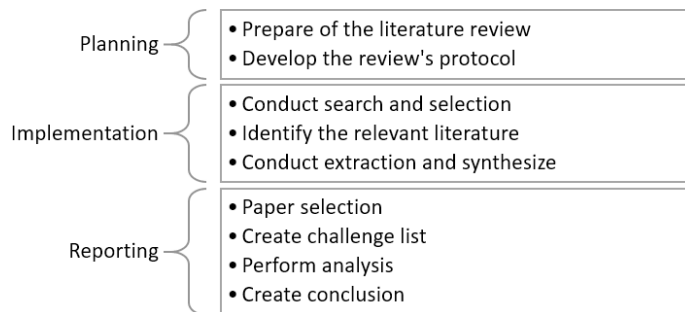 Planning
• Prepare of the literature review
• Develop the review's protocol
Implementation
• Conduct search and selection
• Identify the relevant literature
• Conduct extraction and synthesize
Reporting
• Paper selection
• Create challenge list
• Perform analysis
• Create conclusion